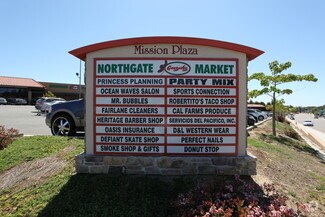 Mission Plaza
NORTHGATE González MARKET
PRINCESS PLANNING PARTY MKT
OCEAN WAVES SALON SPORTS CONNECTION
MR. BUBBLES ROBERTITO'S TACO SHOP
FAIRLANE CLEANERS CAL FARMS PRODUCE
HERITAGE BARBER SHOP SERVICIOS DEL PACIFICO, INC.
OASIS INSURANCE D&L WESTERN WEAR
DEFIANT SKATE SHOP PERFECT NAILS
SMOKE SHOP & GIFTS DONUT STOP